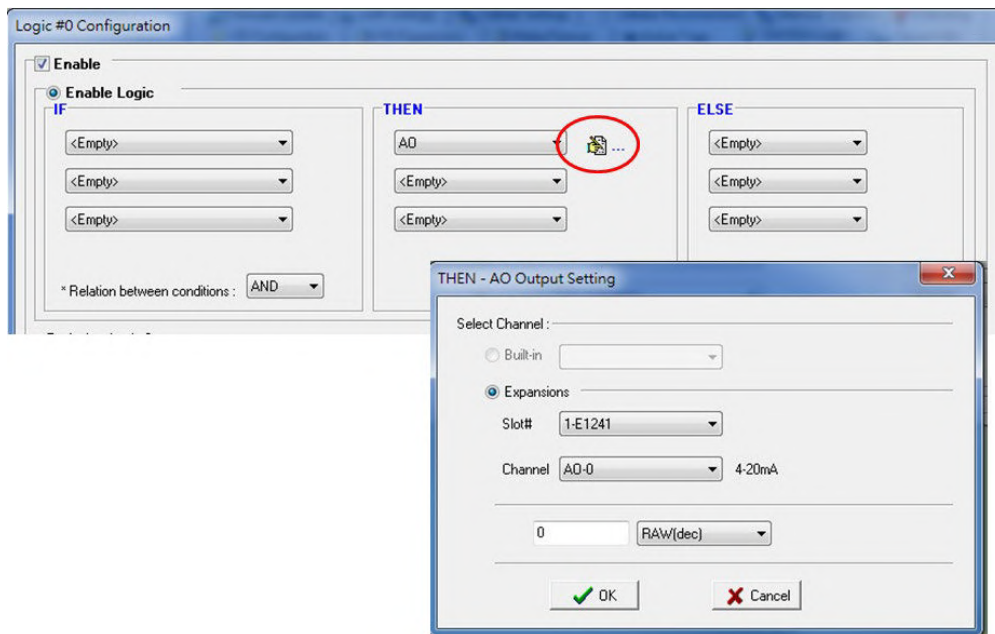 Logic #0 Configuration
Enable
Enable Logic
IF
<Empty>
<Empty>
<Empty>
* Relation between conditions : AND
THEN
AO
...
<Empty>
<Empty>
ELSE
<Empty>
<Empty>
<Empty>
THEN - AO Output Setting
Select Channel :
Built-in
Expansions
Slot# 1-E1241
Channel AO-0 4-20mA
0 RAW(dec)
OK Cancel